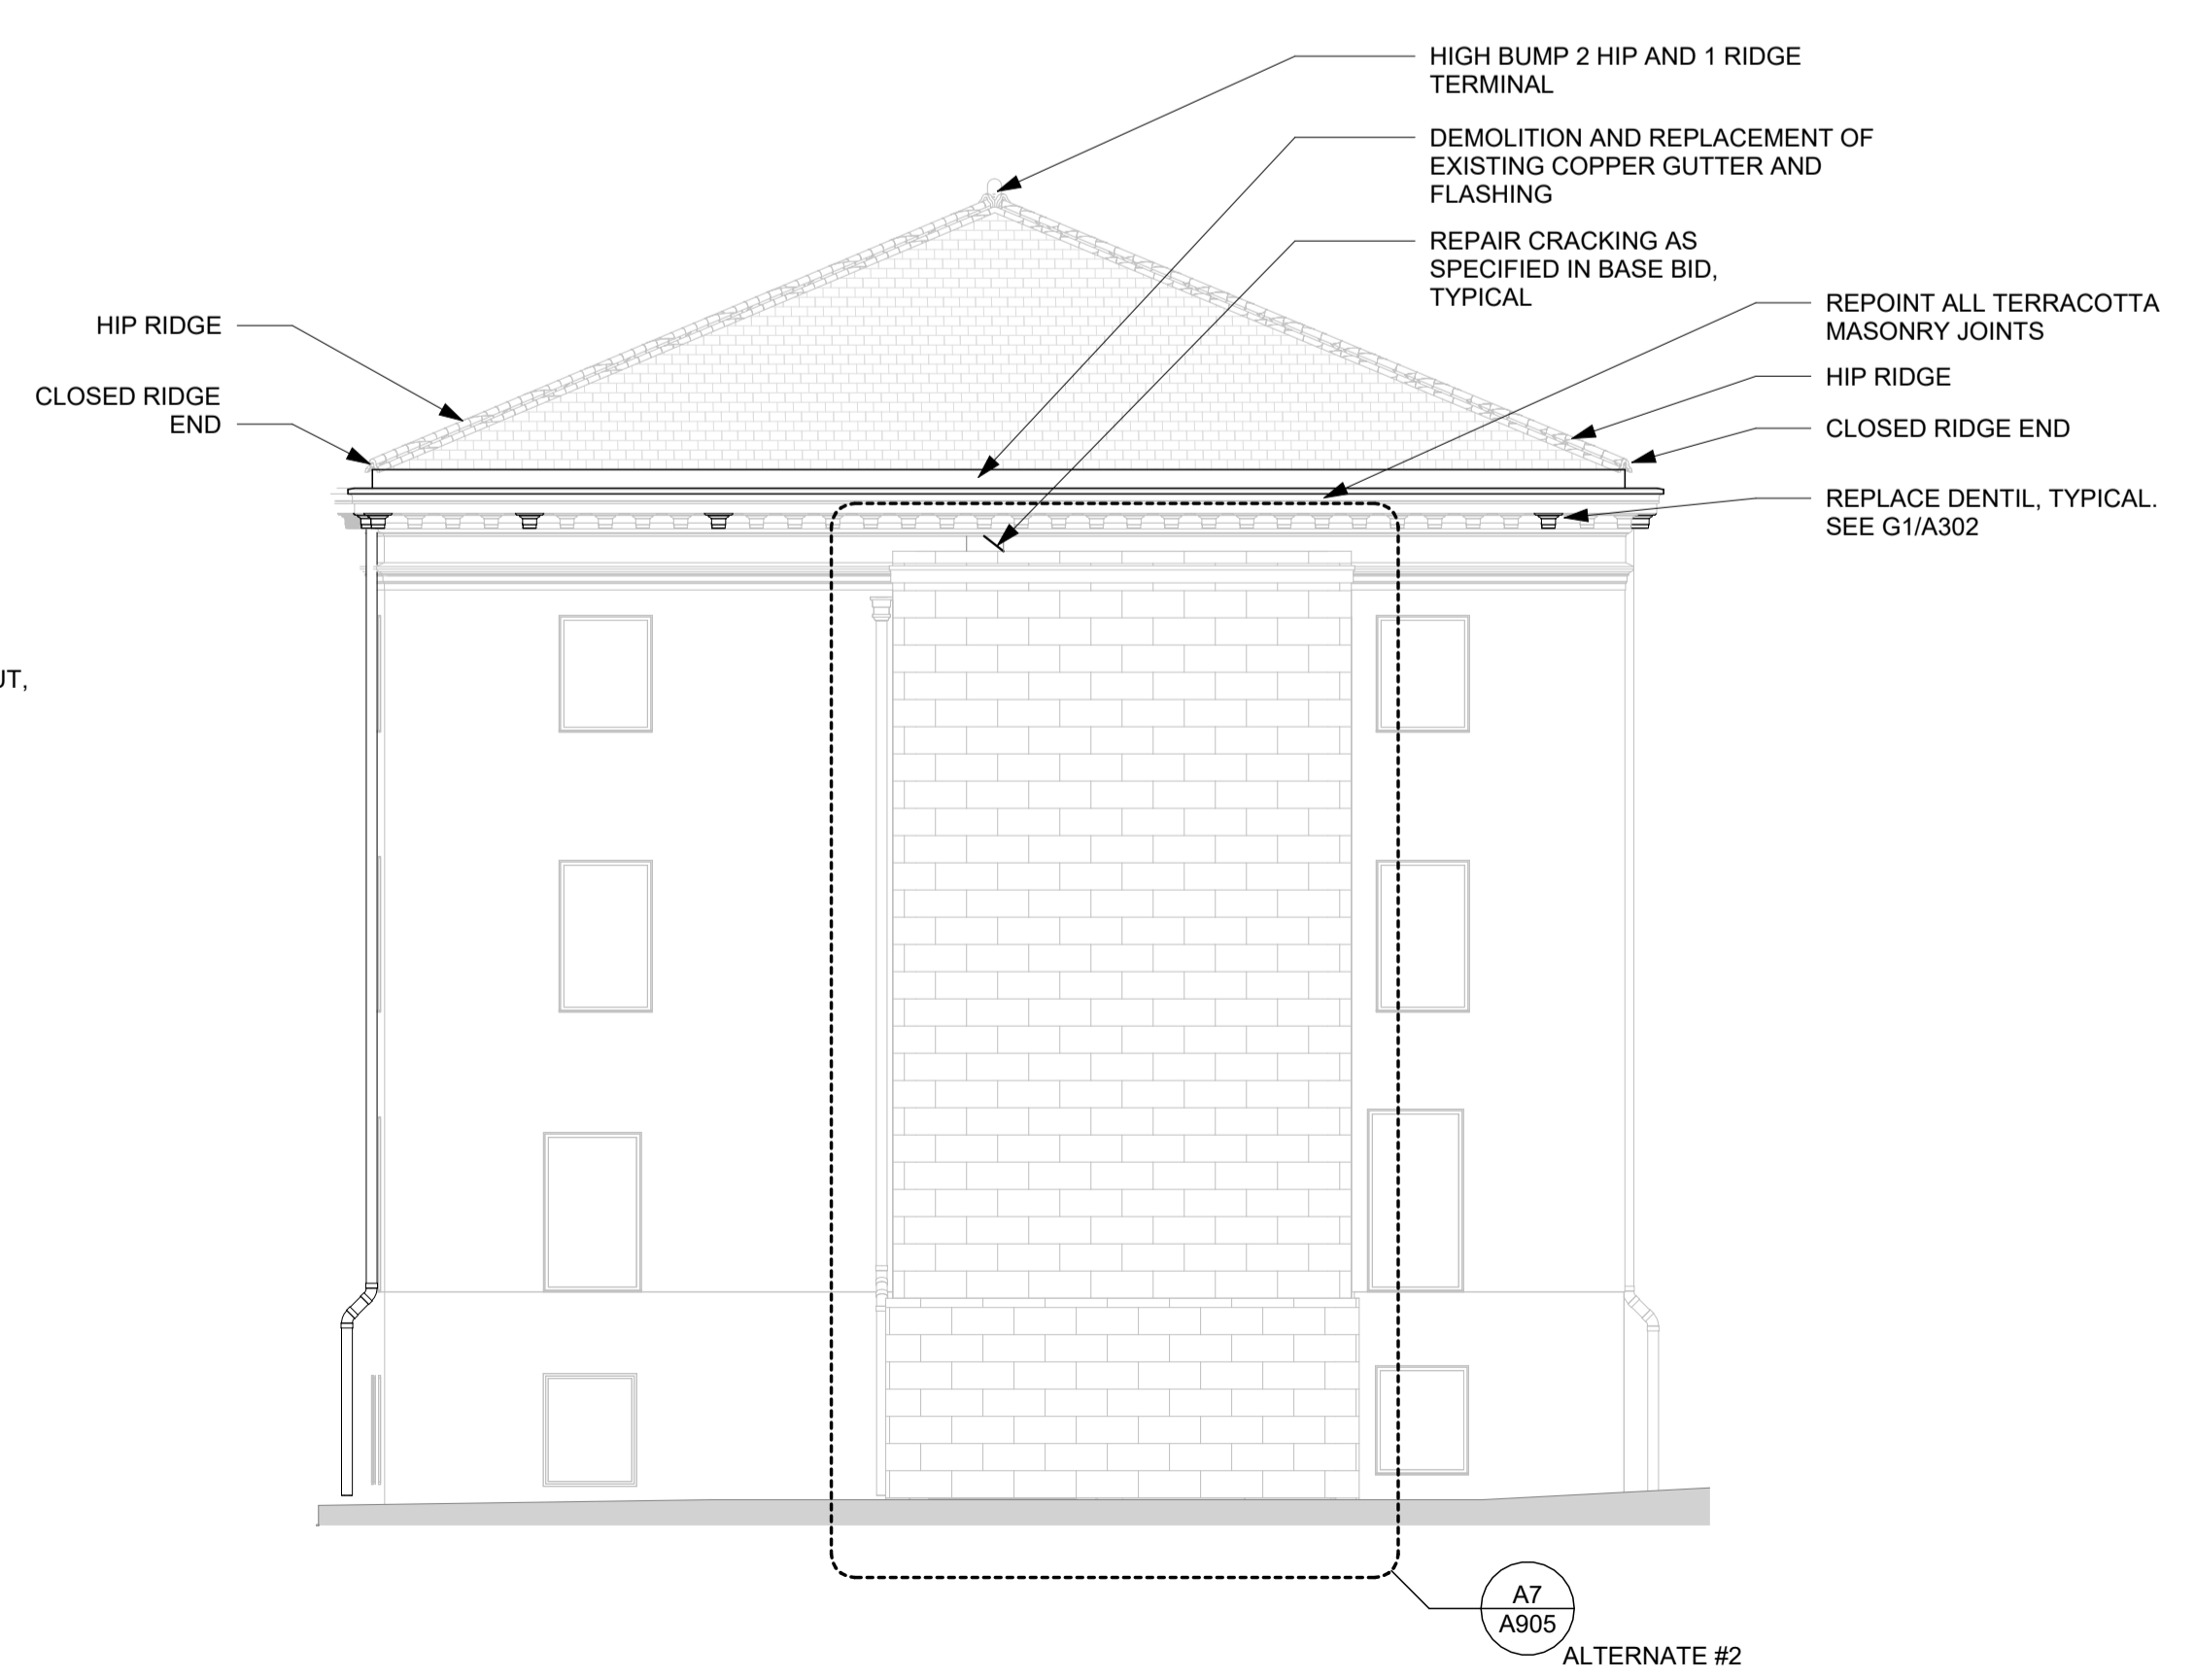 HIGH BUMP 2 HIP AND 1 RIDGE
TERMINAL
DEMOLITION AND REPLACEMENT OF
EXISTING COPPER GUTTER AND
FLASHING
REPAIR CRACKING AS
SPECIFIED IN BASE BID,
TYPICAL
REPOINT ALL TERRACOTTA
MASONRY JOINTS
HIP RIDGE
CLOSED RIDGE END
REPLACE DENTIL, TYPICAL.
SEE G1/A302
HIP RIDGE
CLOSED RIDGE
END
UT,
A7
A905
ALTERNATE #2